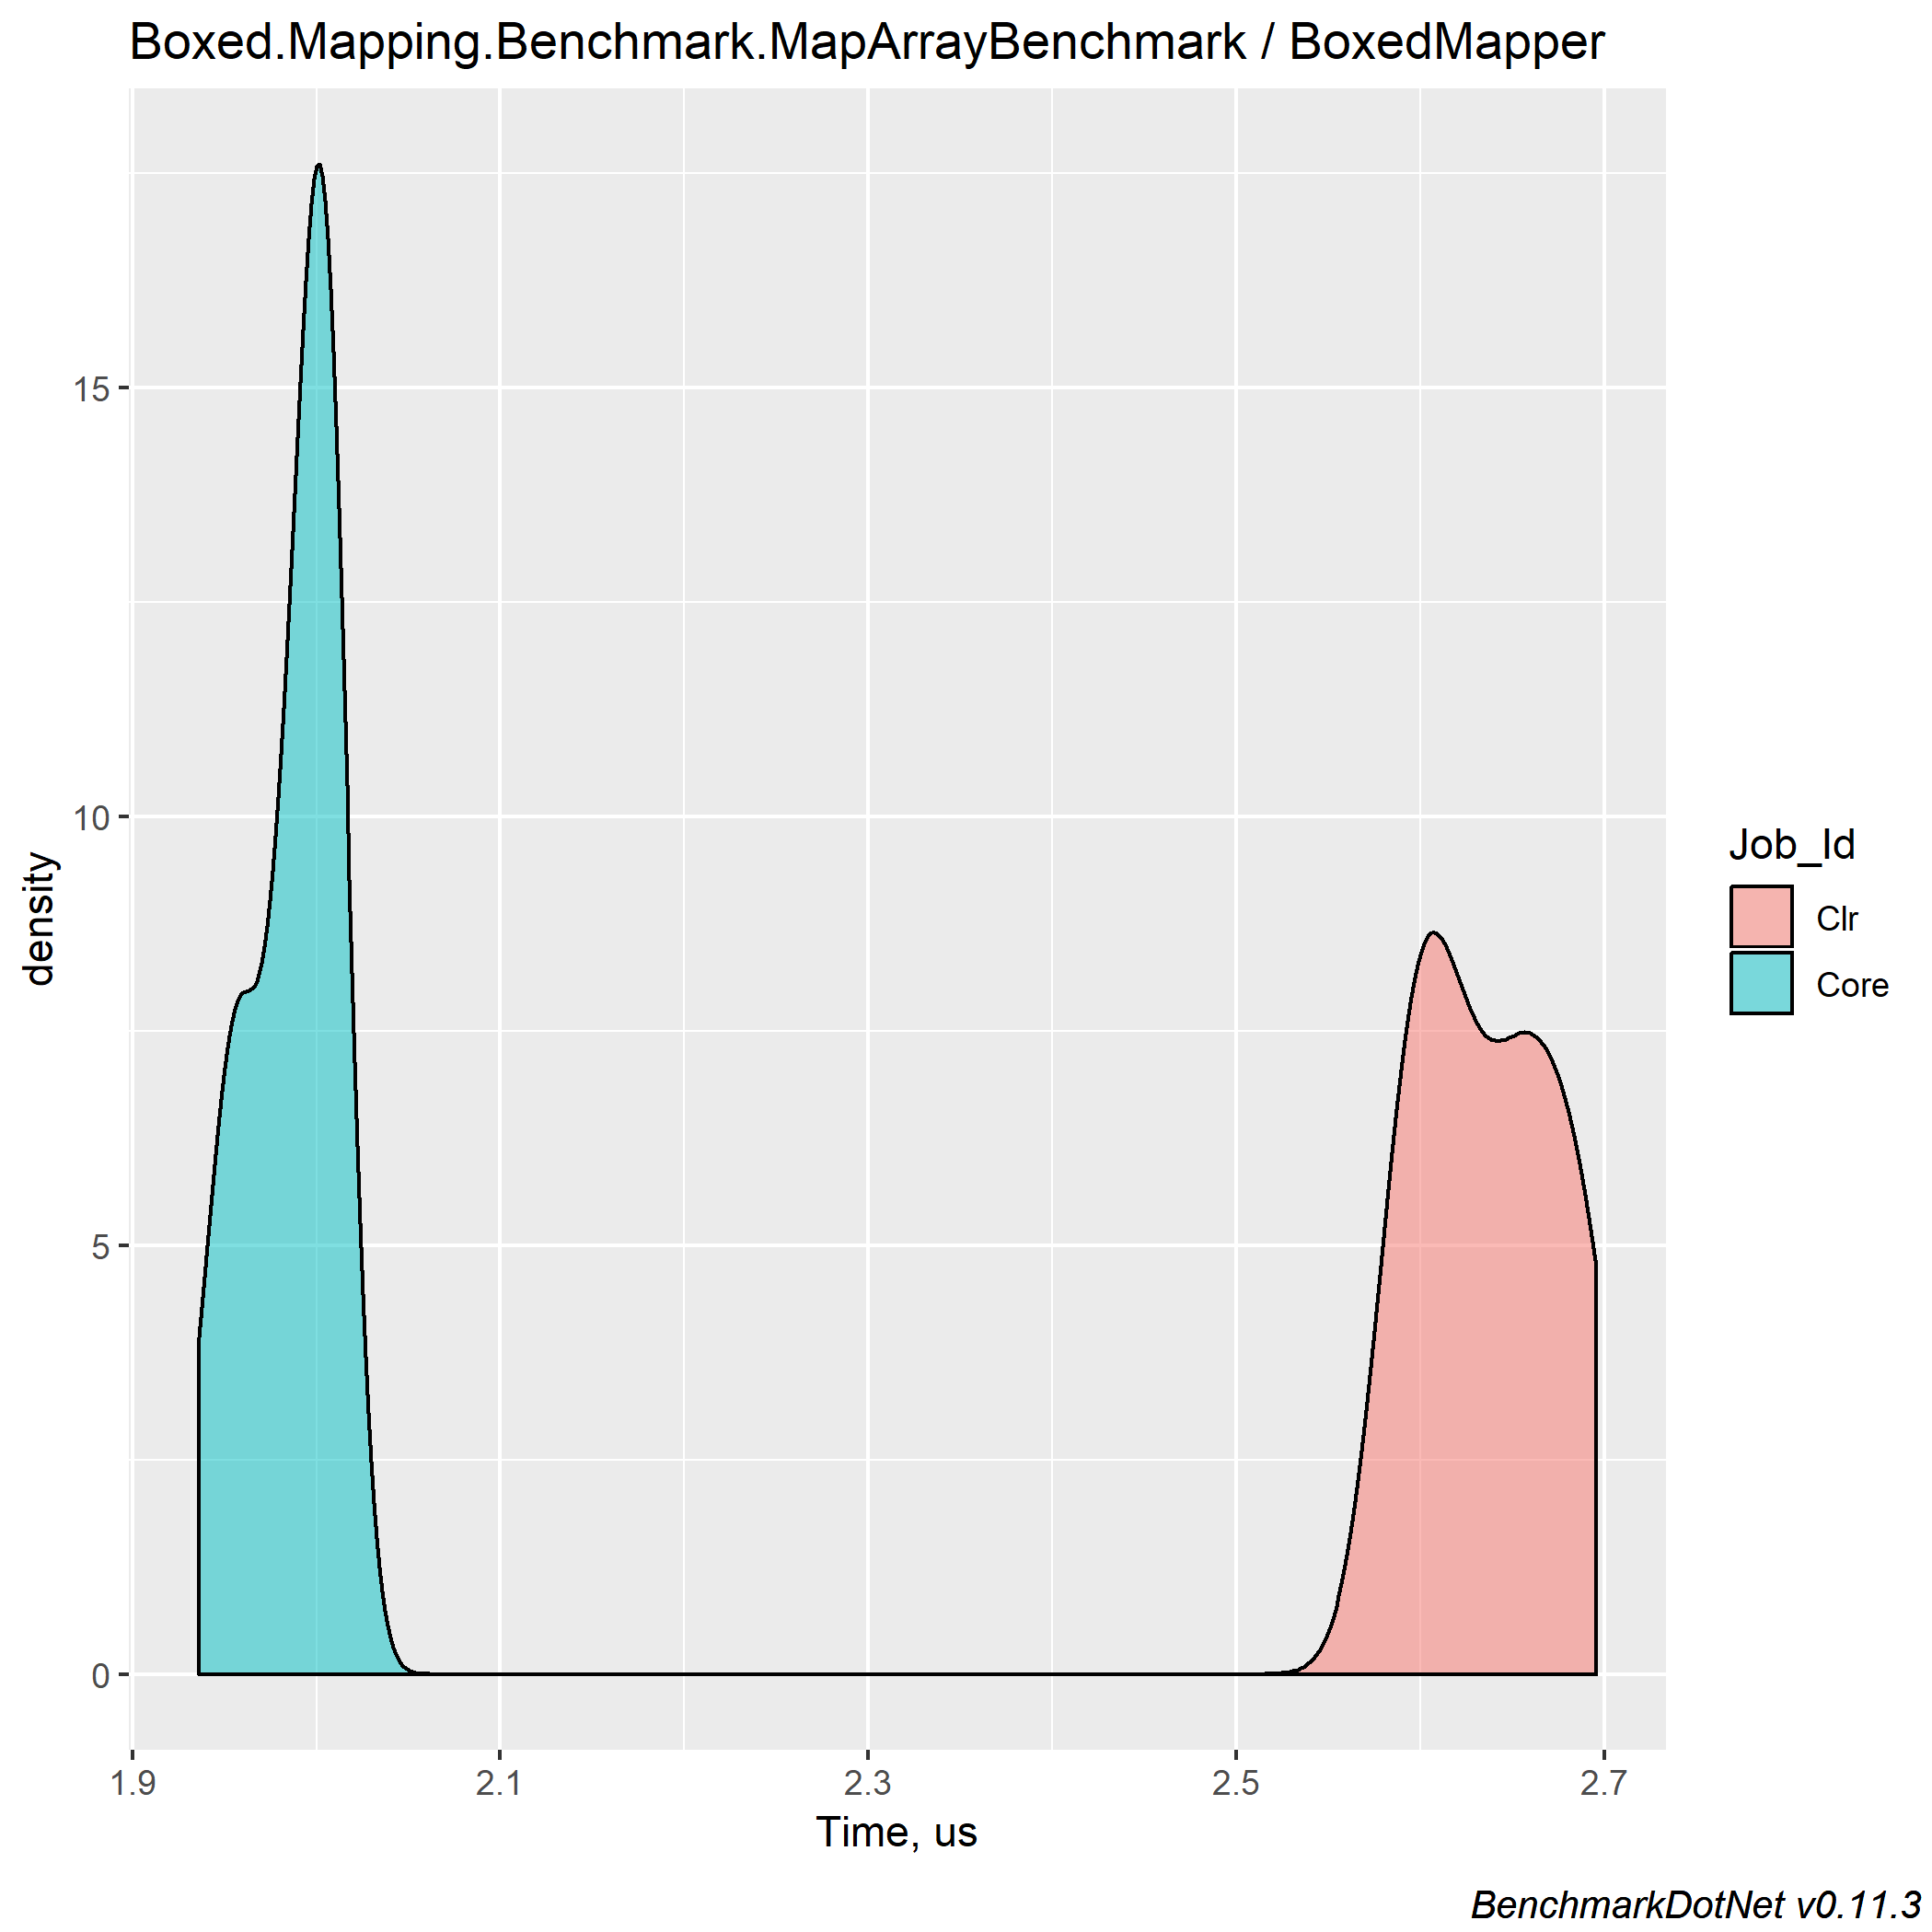 Boxed.Mapping.Benchmark.MapArrayBenchmark / BoxedMapper
15
10
5
0
density
1.9 2.1 2.3 2.5 2.7
Time, us
Job_Id
Clr
Core
BenchmarkDotNet v0.11.3